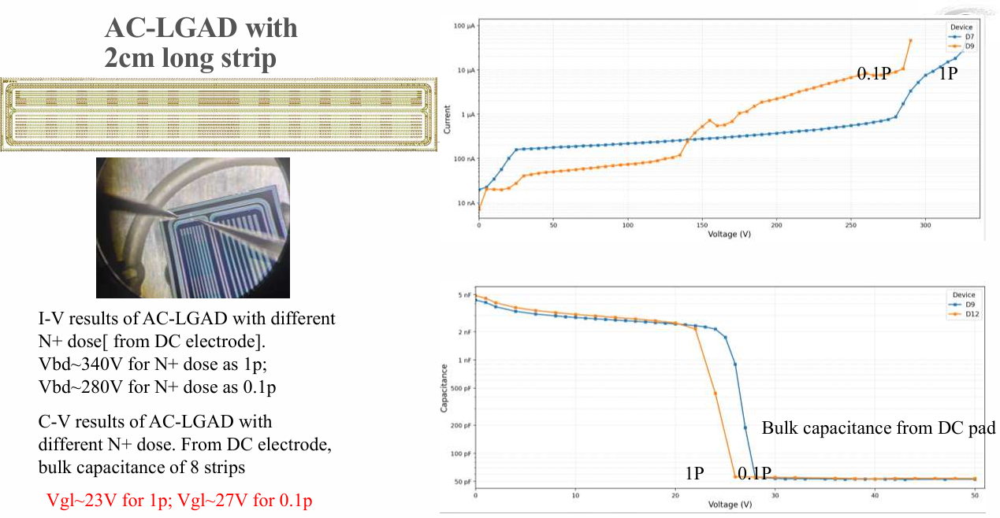 AC-LGAD with
2cm long strip
I-V results of AC-LGAD with different
N+ dose[ from DC electrode].
Vbd~340V for N+ dose as 1p;
Vbd~280V for N+ dose as 0.1p
C-V results of AC-LGAD with
different N+ dose. From DC electrode,
bulk capacitance of 8 strips
Vgl~23V for 1p; Vgl~27V for 0.1p
100 µA
10 µA
1 µA
100 nA
10 nA
Current
0 50 100 150 200 250 300
Voltage (V)
Device
D7
D9
0.1P
1P
5 nF
2 nF
1 nF
500 pF
200 pF
100 pF
50 pF
Capacitance
0 10 20 30 40 50
Voltage (V)
Device
D9
D12
Bulk capacitance from DC pad
1P
0.1P